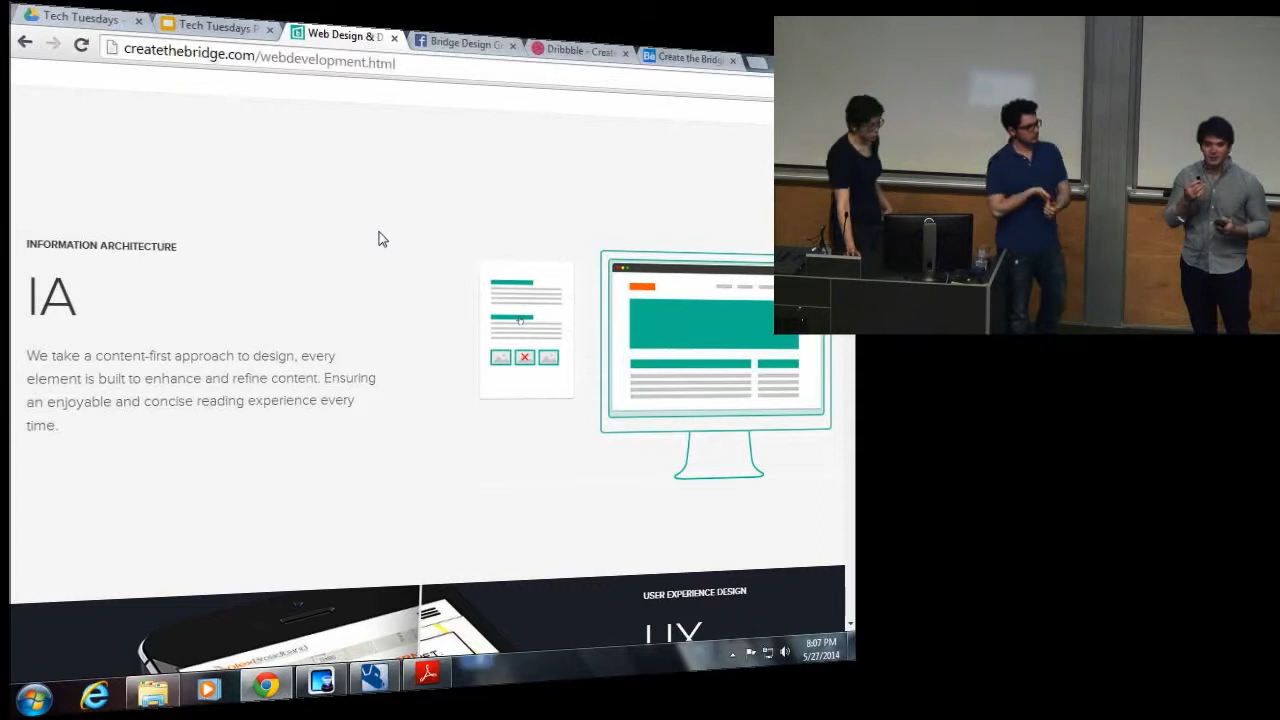 Tech Tuesdays
Tech Tuesdays P
Web Design & D
Bridge Design G
Dribbble - Create
Create the Bridg
createthebridge.com/webdevelopment.html
INFORMATION ARCHITECTURE
IA
We take a content-first approach to design, every
element is built to enhance and refine content. Ensuring
an enjoyable and concise reading experience every
time.
USER EXPERIENCE DESIGN
UX
8:07 PM
5/27/2014